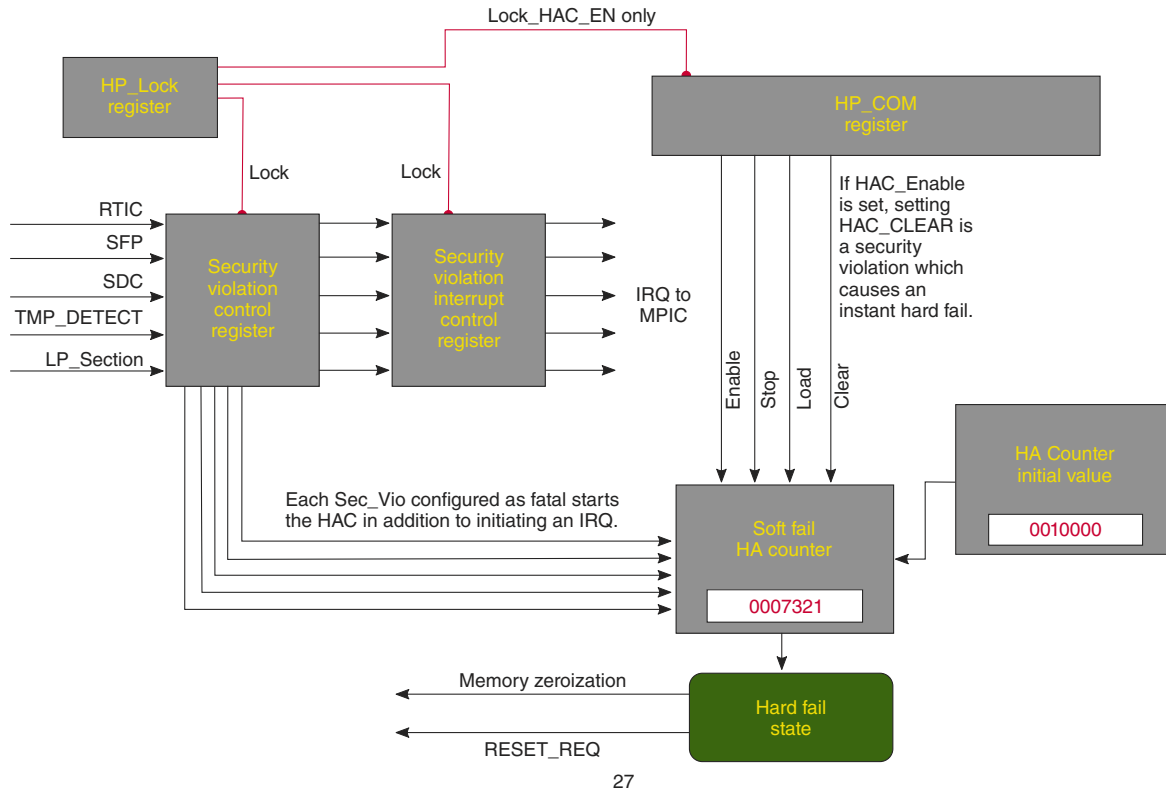 Lock_HAC_EN only
HP_Lock
register
HP_COM
register
Lock
Lock
If HAC_Enable
is set, setting
HAC_CLEAR is
a security
violation which
causes an
instant hard fail.
RTIC
SFP
SDC
TMP_DETECT
LP_Section
Security
violation
control
register
Security
violation
interrupt
control
register
IRQ to
MPIC
Enable
Stop
Load
Clear
HA Counter
initial value
0010000
Each Sec_Vio configured as fatal starts
the HAC in addition to initiating an IRQ.
Soft fail
HA counter
0007321
Memory zeroization
Hard fail
state
RESET_REQ
27